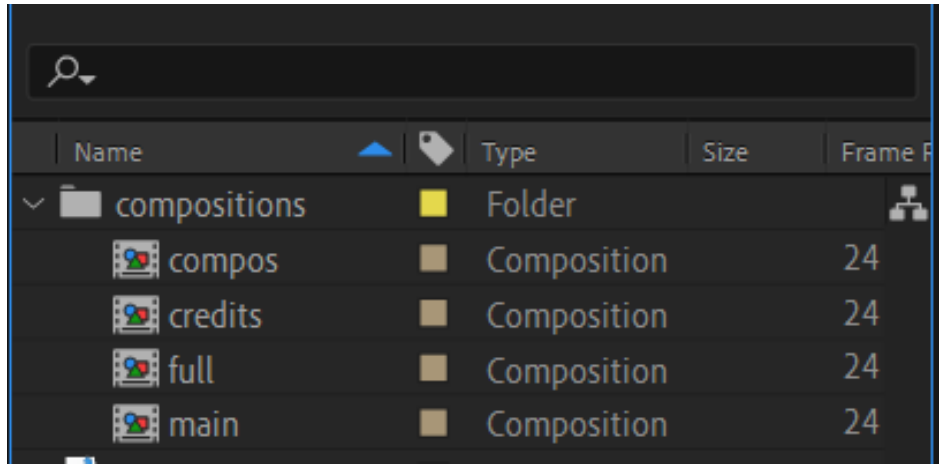 Name Type Size Frame
compositions Folder
compos Composition 24
credits Composition 24
full Composition 24
main Composition 24